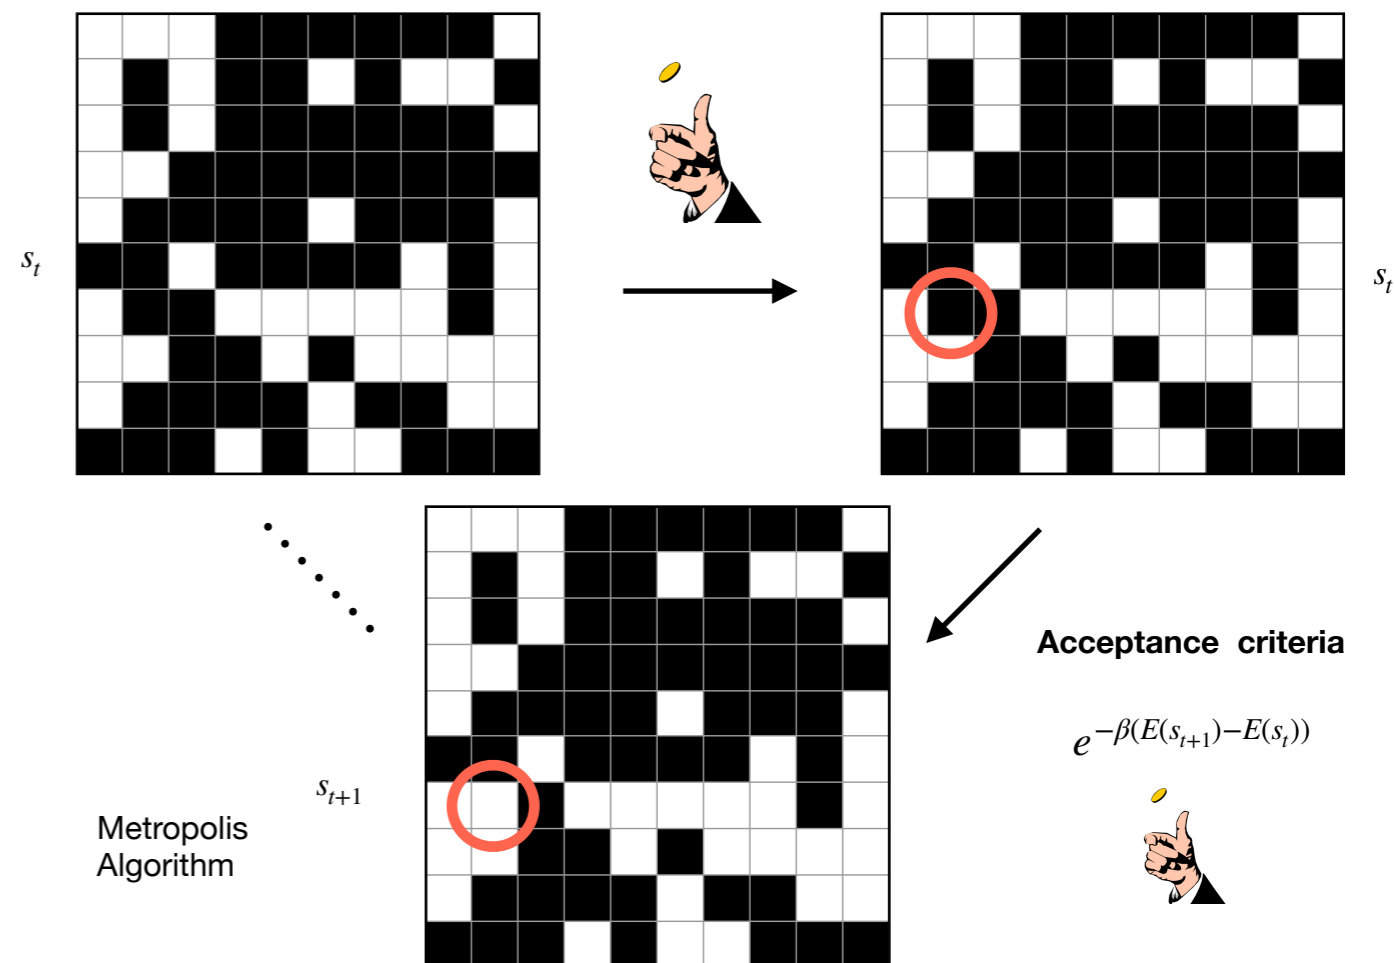 s_t
s_t
Acceptance criteria
e^{-β(E(s_{t+1})−E(s_t))}
s_{t+1}
Metropolis
Algorithm